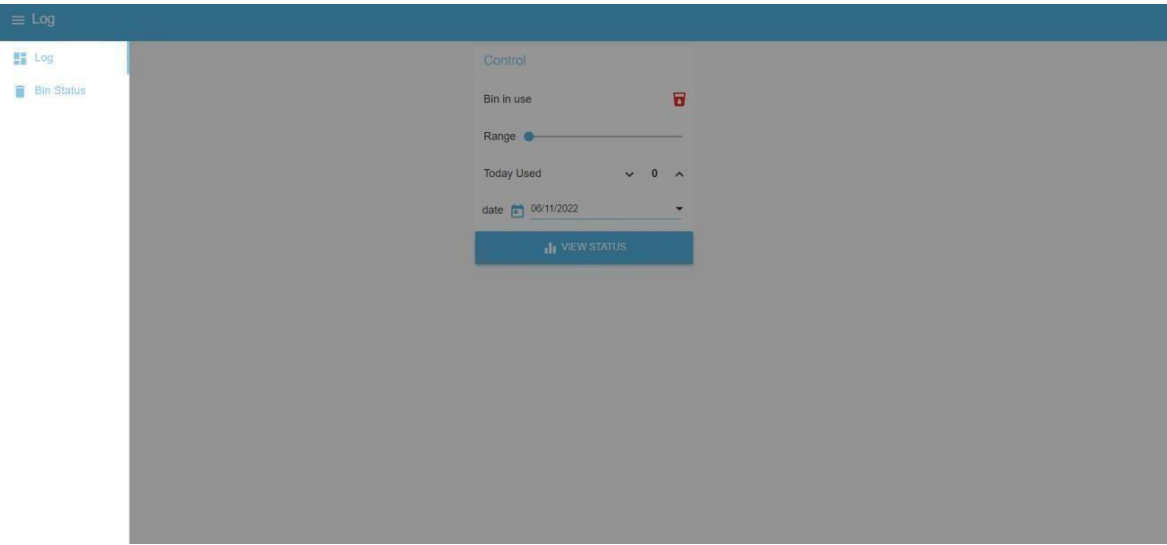 Log
Log
Bin Status
Control
Bin in use
Range
Today Used 0
date 06/11/2022
VIEW STATUS